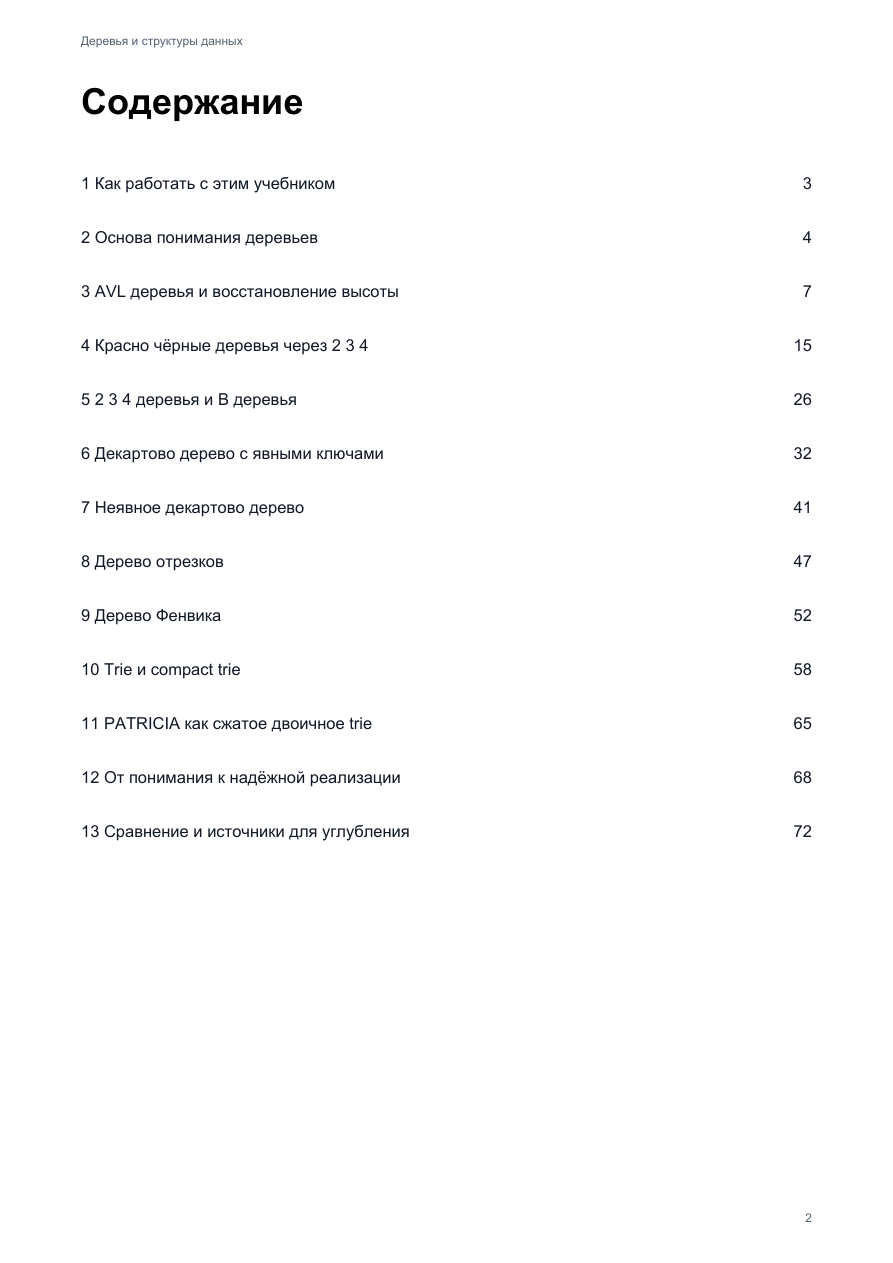 Деревья и структуры данных
Содержание
1 Как работать с этим учебником 3
2 Основа понимания деревьев 4
3 AVL деревья и восстановление высоты 7
4 Красно чёрные деревья через 2 3 4 15
5 2 3 4 деревья и B деревья 26
6 Декартово дерево с явными ключами 32
7 Неявное декартово дерево 41
8 Дерево отрезков 47
9 Дерево Фенвика 52
10 Trie и compact trie 58
11 PATRICIA как сжатое двоичное trie 65
12 От понимания к надёжной реализации 68
13 Сравнение и источники для углубления 72
2